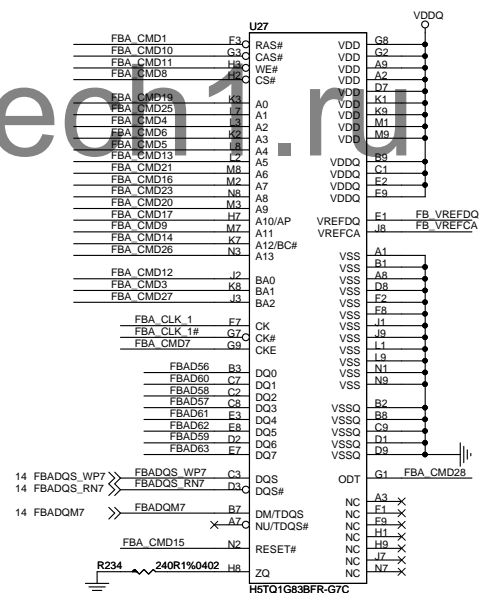 VDDQ
U27
FBA_CMD1 F3 RAS# VDD G8
FBA_CMD10 G3 CAS# VDD G2
FBA_CMD11 H3 WE# VDD A9
FBA_CMD8 H2 CS# VDD A2
VDD D7
FBA_CMD19 K3 A0 VDD K1
FBA_CMD25 L7 A1 VDD K9
FBA_CMD4 L3 A2 VDD M1
FBA_CMD6 K2 A3 VDD M9
FBA_CMD5 L8 A4
FBA_CMD13 L2 A5 VDDQ B9
FBA_CMD21 M8 A6 VDDQ C1
FBA_CMD16 M2 A7 VDDQ E2
FBA_CMD23 N8 A8 VDDQ E9
FBA_CMD20 M3 A9
FBA_CMD17 H7 A10/AP VREFDQ E1 FB_VREFDQ
FBA_CMD9 M7 A11 VREFCA J8 FB_VREFCA
FBA_CMD14 K7 A12/BC#
FBA_CMD26 N3 A13 VSS A1
VSS B1
FBA_CMD12 J2 BA0 VSS A8
FBA_CMD3 K8 BA1 VSS D8
FBA_CMD27 J3 BA2 VSS F2
VSS F8
FBA_CLK_1 F7 CK VSS J1
FBA_CLK_1# G7 CK# VSS J9
FBA_CMD7 G9 CKE VSS L1
VSS L9
FBAD56 B3 DQ0 VSS N1
FBAD60 C7 DQ1 VSS N9
FBAD58 C2 DQ2
FBAD57 C8 DQ3 VSSQ B2
FBAD61 E3 DQ4 VSSQ B8
FBAD62 E8 DQ5 VSSQ C9
FBAD59 D2 DQ6 VSSQ D1
FBAD63 E7 DQ7 VSSQ D9
14 FBADQS_WP7 FBADQS_WP7 C3 DQS ODT G1 FBA_CMD28
14 FBADQS_RN7 FBADQS_RN7 D3 DQS#
NC A3
14 FBADQM7 FBADQM7 B7 DM/TDQS NC F1
A7 NU/TDQS# NC F9
NC H1
FBA_CMD15 N2 RESET# NC H9
NC J7
R234 240R1%0402 H8 ZQ NC N7
H5TQ1G83BFR-G7C
ech1.ru